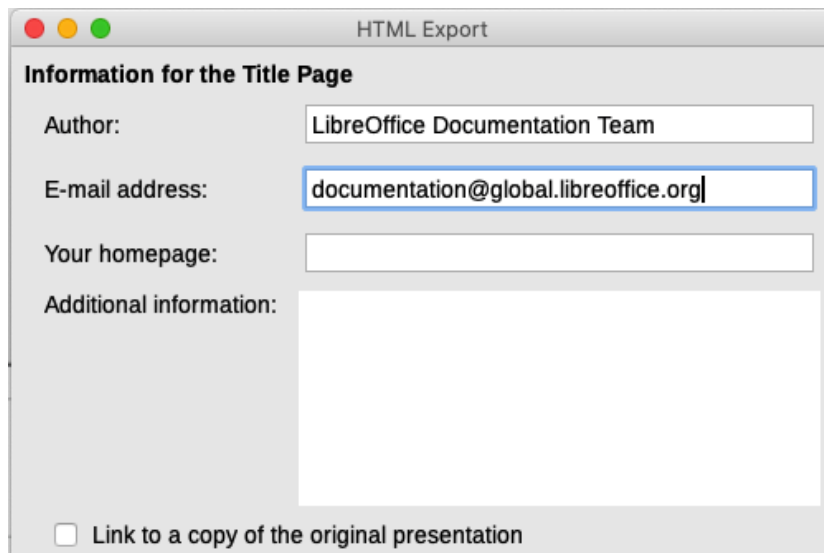 HTML Export
Information for the Title Page
Author: LibreOffice Documentation Team
E-mail address: documentation@global.libreoffice.org
Your homepage:
Additional information:
Link to a copy of the original presentation